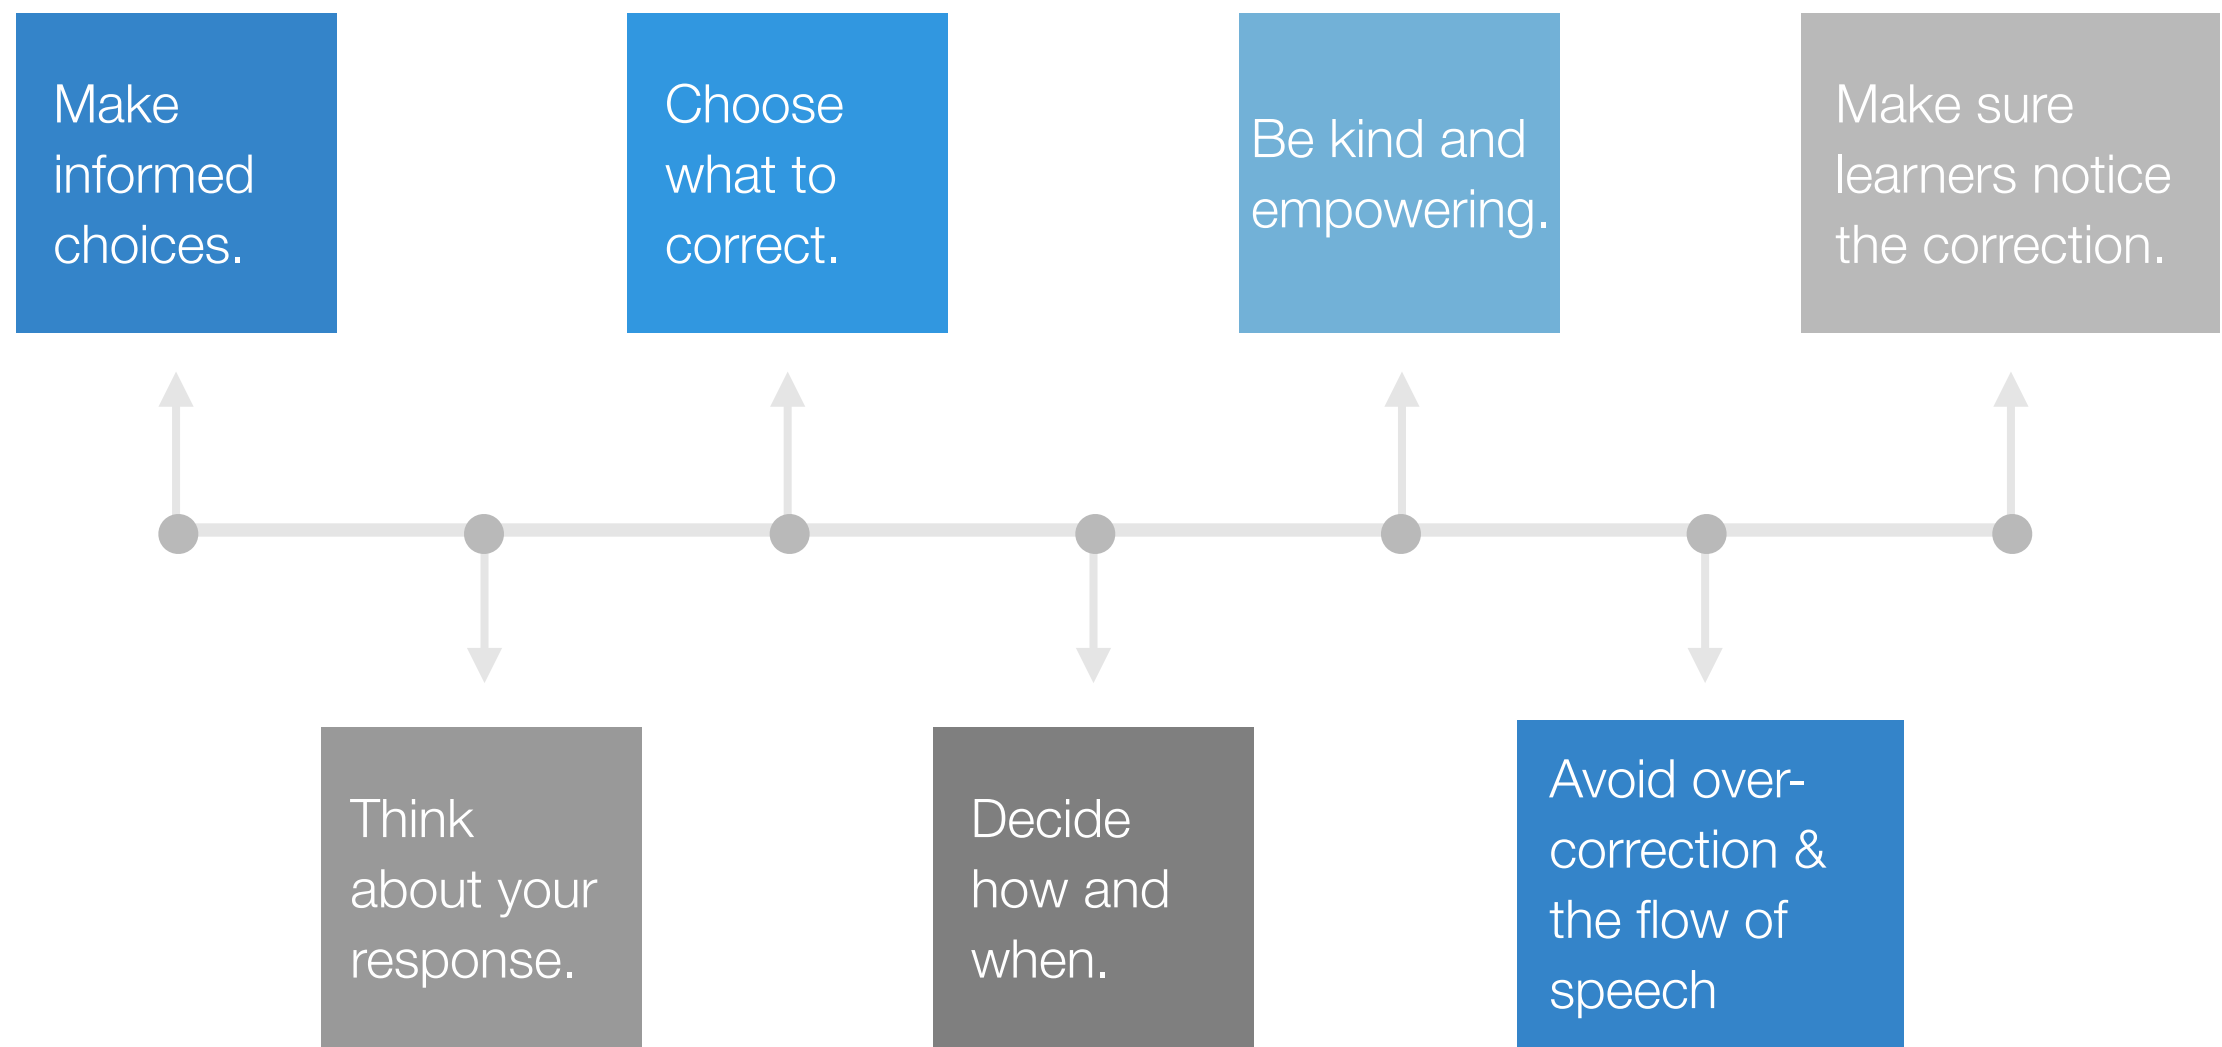 Make
informed
choices.
Think
about your
response.
Choose
what to
correct.
Decide
how and
when.
Be kind and
empowering.
Avoid over-
correction &
the flow of
speech
Make sure
learners notice
the correction.